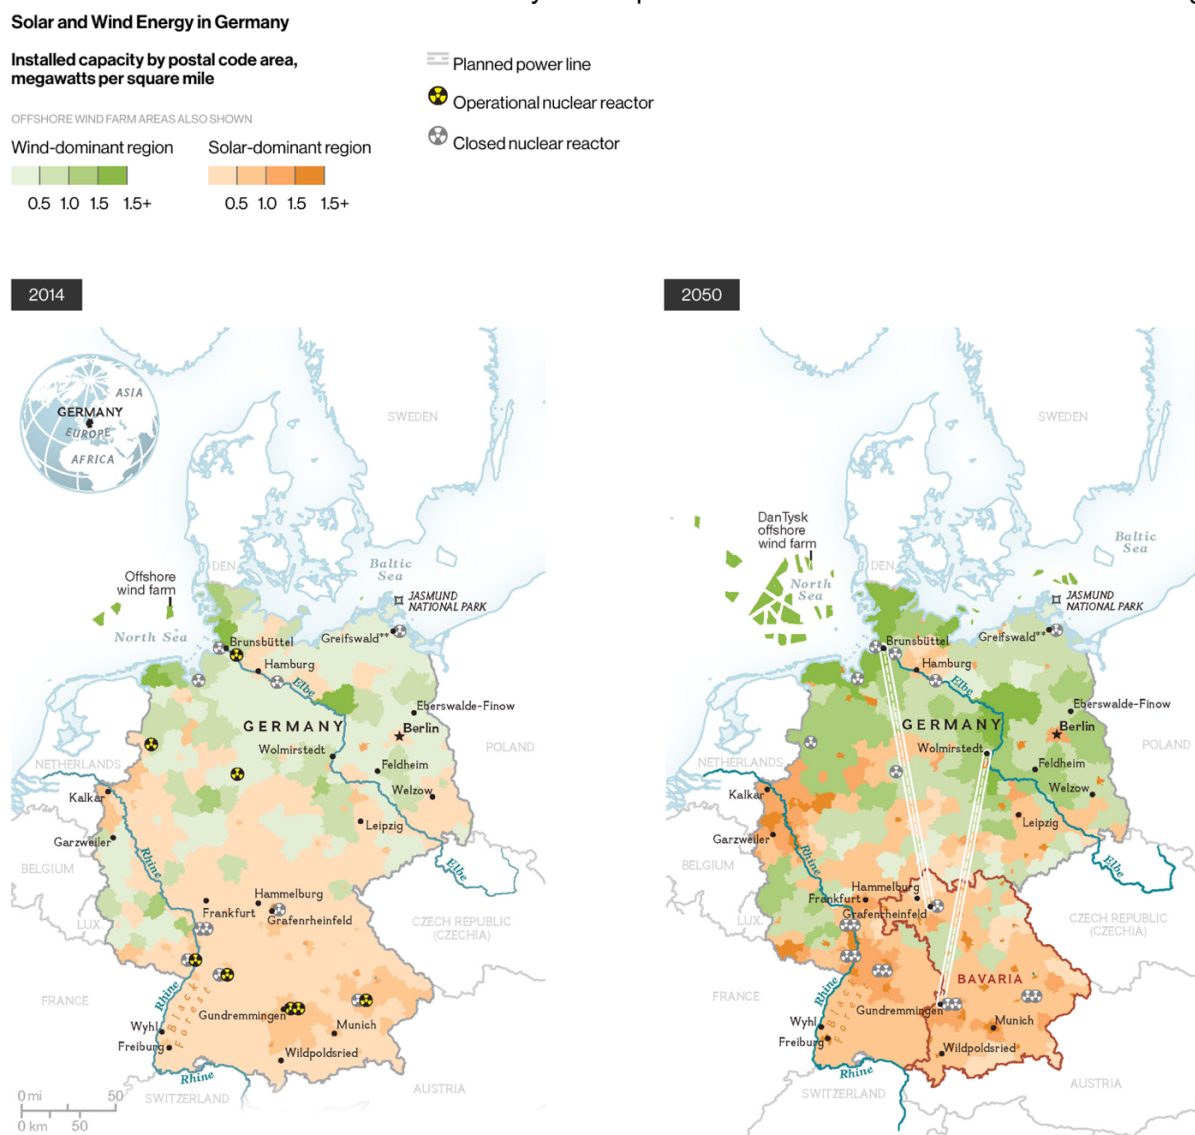 Solar and Wind Energy in Germany
Installed capacity by postal code area,
megawatts per square mile
OFFSHORE WIND FARM AREAS ALSO SHOWN
Wind-dominant region
0.5 1.0 1.5 1.5+
Solar-dominant region
0.5 1.0 1.5 1.5+
Planned power line
Operational nuclear reactor
Closed nuclear reactor
2014
ASIA
GERMANY
EUROPE
AFRICA
SWEDEN
DEN.
Baltic
Sea
Offshore
wind farm
JASMUND
NATIONAL PARK
North Sea
Brunsbüttel
Greifswald**
Hamburg
Elbe
Eberswalde-Finow
GERMANY
Berlin
Wolmirstedt
POLAND
NETHERLANDS
Feldheim
Kalkar
Welzow
Leipzig
Garzweiler
Rhine
BELGIUM
Elbe
Hammelburg
Frankfurt
Grafenrheinfeld
LUX.
CZECH REPUBLIC
(CZECHIA)
FRANCE
Rhine
Black
Forest
Gundremmingen
Munich
Wyhl
Freiburg
Wildpoldsried
Rhine
SWITZERLAND
AUSTRIA
0 mi 50
0 km 50
2050
SWEDEN
DanTysk
offshore
wind farm
Baltic
Sea
DEN.
North
Sea
JASMUND
NATIONAL PARK
Brunsbüttel
Greifswald**
Hamburg
Elbe
Eberswalde-Finow
GERMANY
Berlin
Wolmirstedt
POLAND
NETHERLANDS
Feldheim
Kalkar
Welzow
Leipzig
Garzweiler
Rhine
BELGIUM
Elbe
Hammelburg
Frankfurt
Grafenrheinfeld
LUX.
CZECH REPUBLIC
(CZECHIA)
BAVARIA
FRANCE
Rhine
Black
Forest
Gundremmingen
Munich
Wyhl
Freiburg
Wildpoldsried
Rhine
SWITZERLAND
AUSTRIA